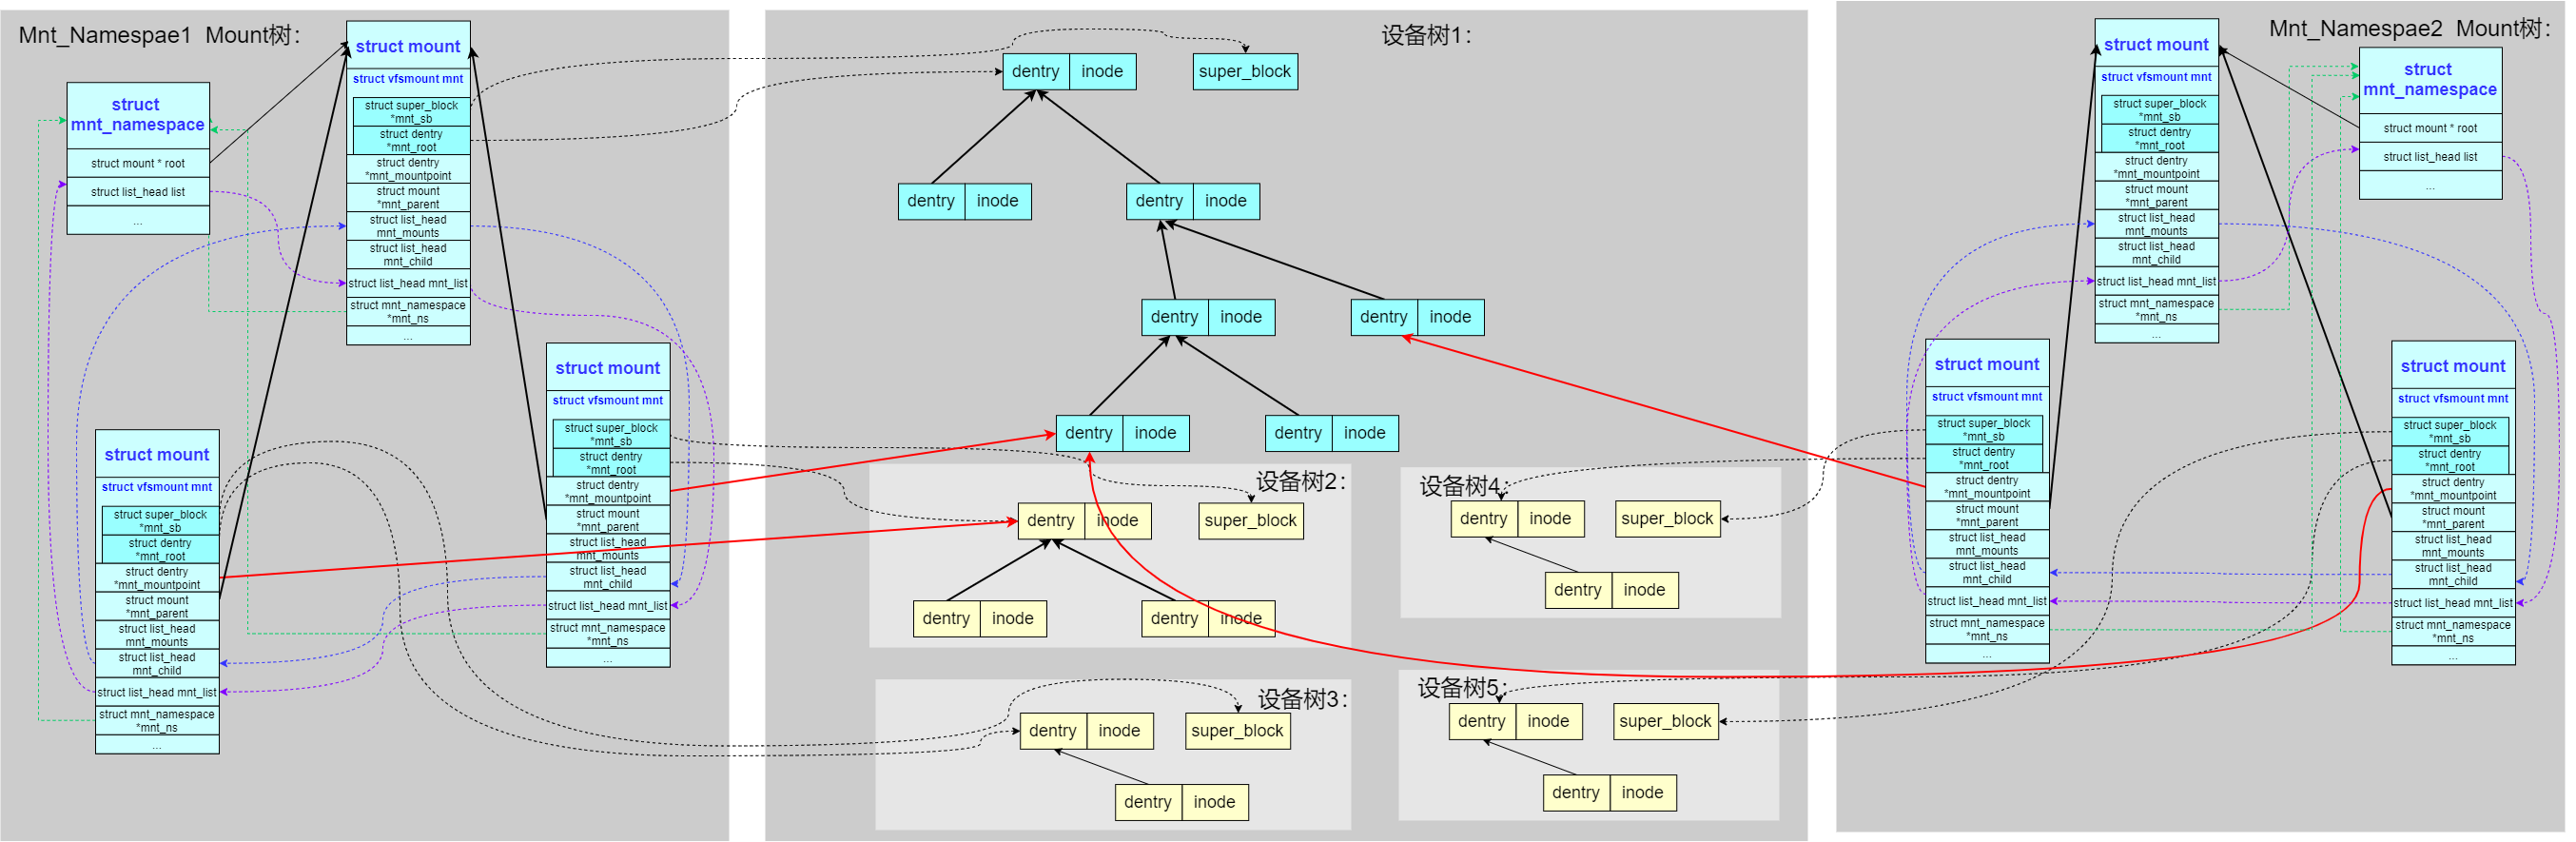 Mnt_Namespae1  Mount树：
struct
mnt_namespace
struct mount * root
struct list_head list
...
struct mount
struct vfsmount mnt
struct super_block
*mnt_sb
struct dentry
*mnt_root
struct dentry
*mnt_mountpoint
struct mount
*mnt_parent
struct list_head
mnt_mounts
struct list_head
mnt_child
struct list_head mnt_list
struct mnt_namespace
*mnt_ns
...
struct mount
struct vfsmount mnt
struct super_block
*mnt_sb
struct dentry
*mnt_root
struct dentry
*mnt_mountpoint
struct mount
*mnt_parent
struct list_head
mnt_mounts
struct list_head
mnt_child
struct list_head mnt_list
struct mnt_namespace
*mnt_ns
...
struct mount
struct vfsmount mnt
struct super_block
*mnt_sb
struct dentry
*mnt_root
struct dentry
*mnt_mountpoint
struct mount
*mnt_parent
struct list_head
mnt_mounts
struct list_head
mnt_child
struct list_head mnt_list
struct mnt_namespace
*mnt_ns
...
设备树1：
dentry inode super_block
dentry inode dentry inode
dentry inode dentry inode
dentry inode dentry inode
设备树2：
dentry inode super_block
dentry inode dentry inode
设备树3：
dentry inode super_block
dentry inode
设备树4：
dentry inode super_block
dentry inode
设备树5：
dentry inode super_block
dentry inode
Mnt_Namespae2  Mount树：
struct
mnt_namespace
struct mount * root
struct list_head list
...
struct mount
struct vfsmount mnt
struct super_block
*mnt_sb
struct dentry
*mnt_root
struct dentry
*mnt_mountpoint
struct mount
*mnt_parent
struct list_head
mnt_mounts
struct list_head
mnt_child
struct list_head mnt_list
struct mnt_namespace
*mnt_ns
...
struct mount
struct vfsmount mnt
struct super_block
*mnt_sb
struct dentry
*mnt_root
struct dentry
*mnt_mountpoint
struct mount
*mnt_parent
struct list_head
mnt_mounts
struct list_head
mnt_child
struct list_head mnt_list
struct mnt_namespace
*mnt_ns
...
struct mount
struct vfsmount mnt
struct super_block
*mnt_sb
struct dentry
*mnt_root
struct dentry
*mnt_mountpoint
struct mount
*mnt_parent
struct list_head
mnt_mounts
struct list_head
mnt_child
struct list_head mnt_list
struct mnt_namespace
*mnt_ns
...